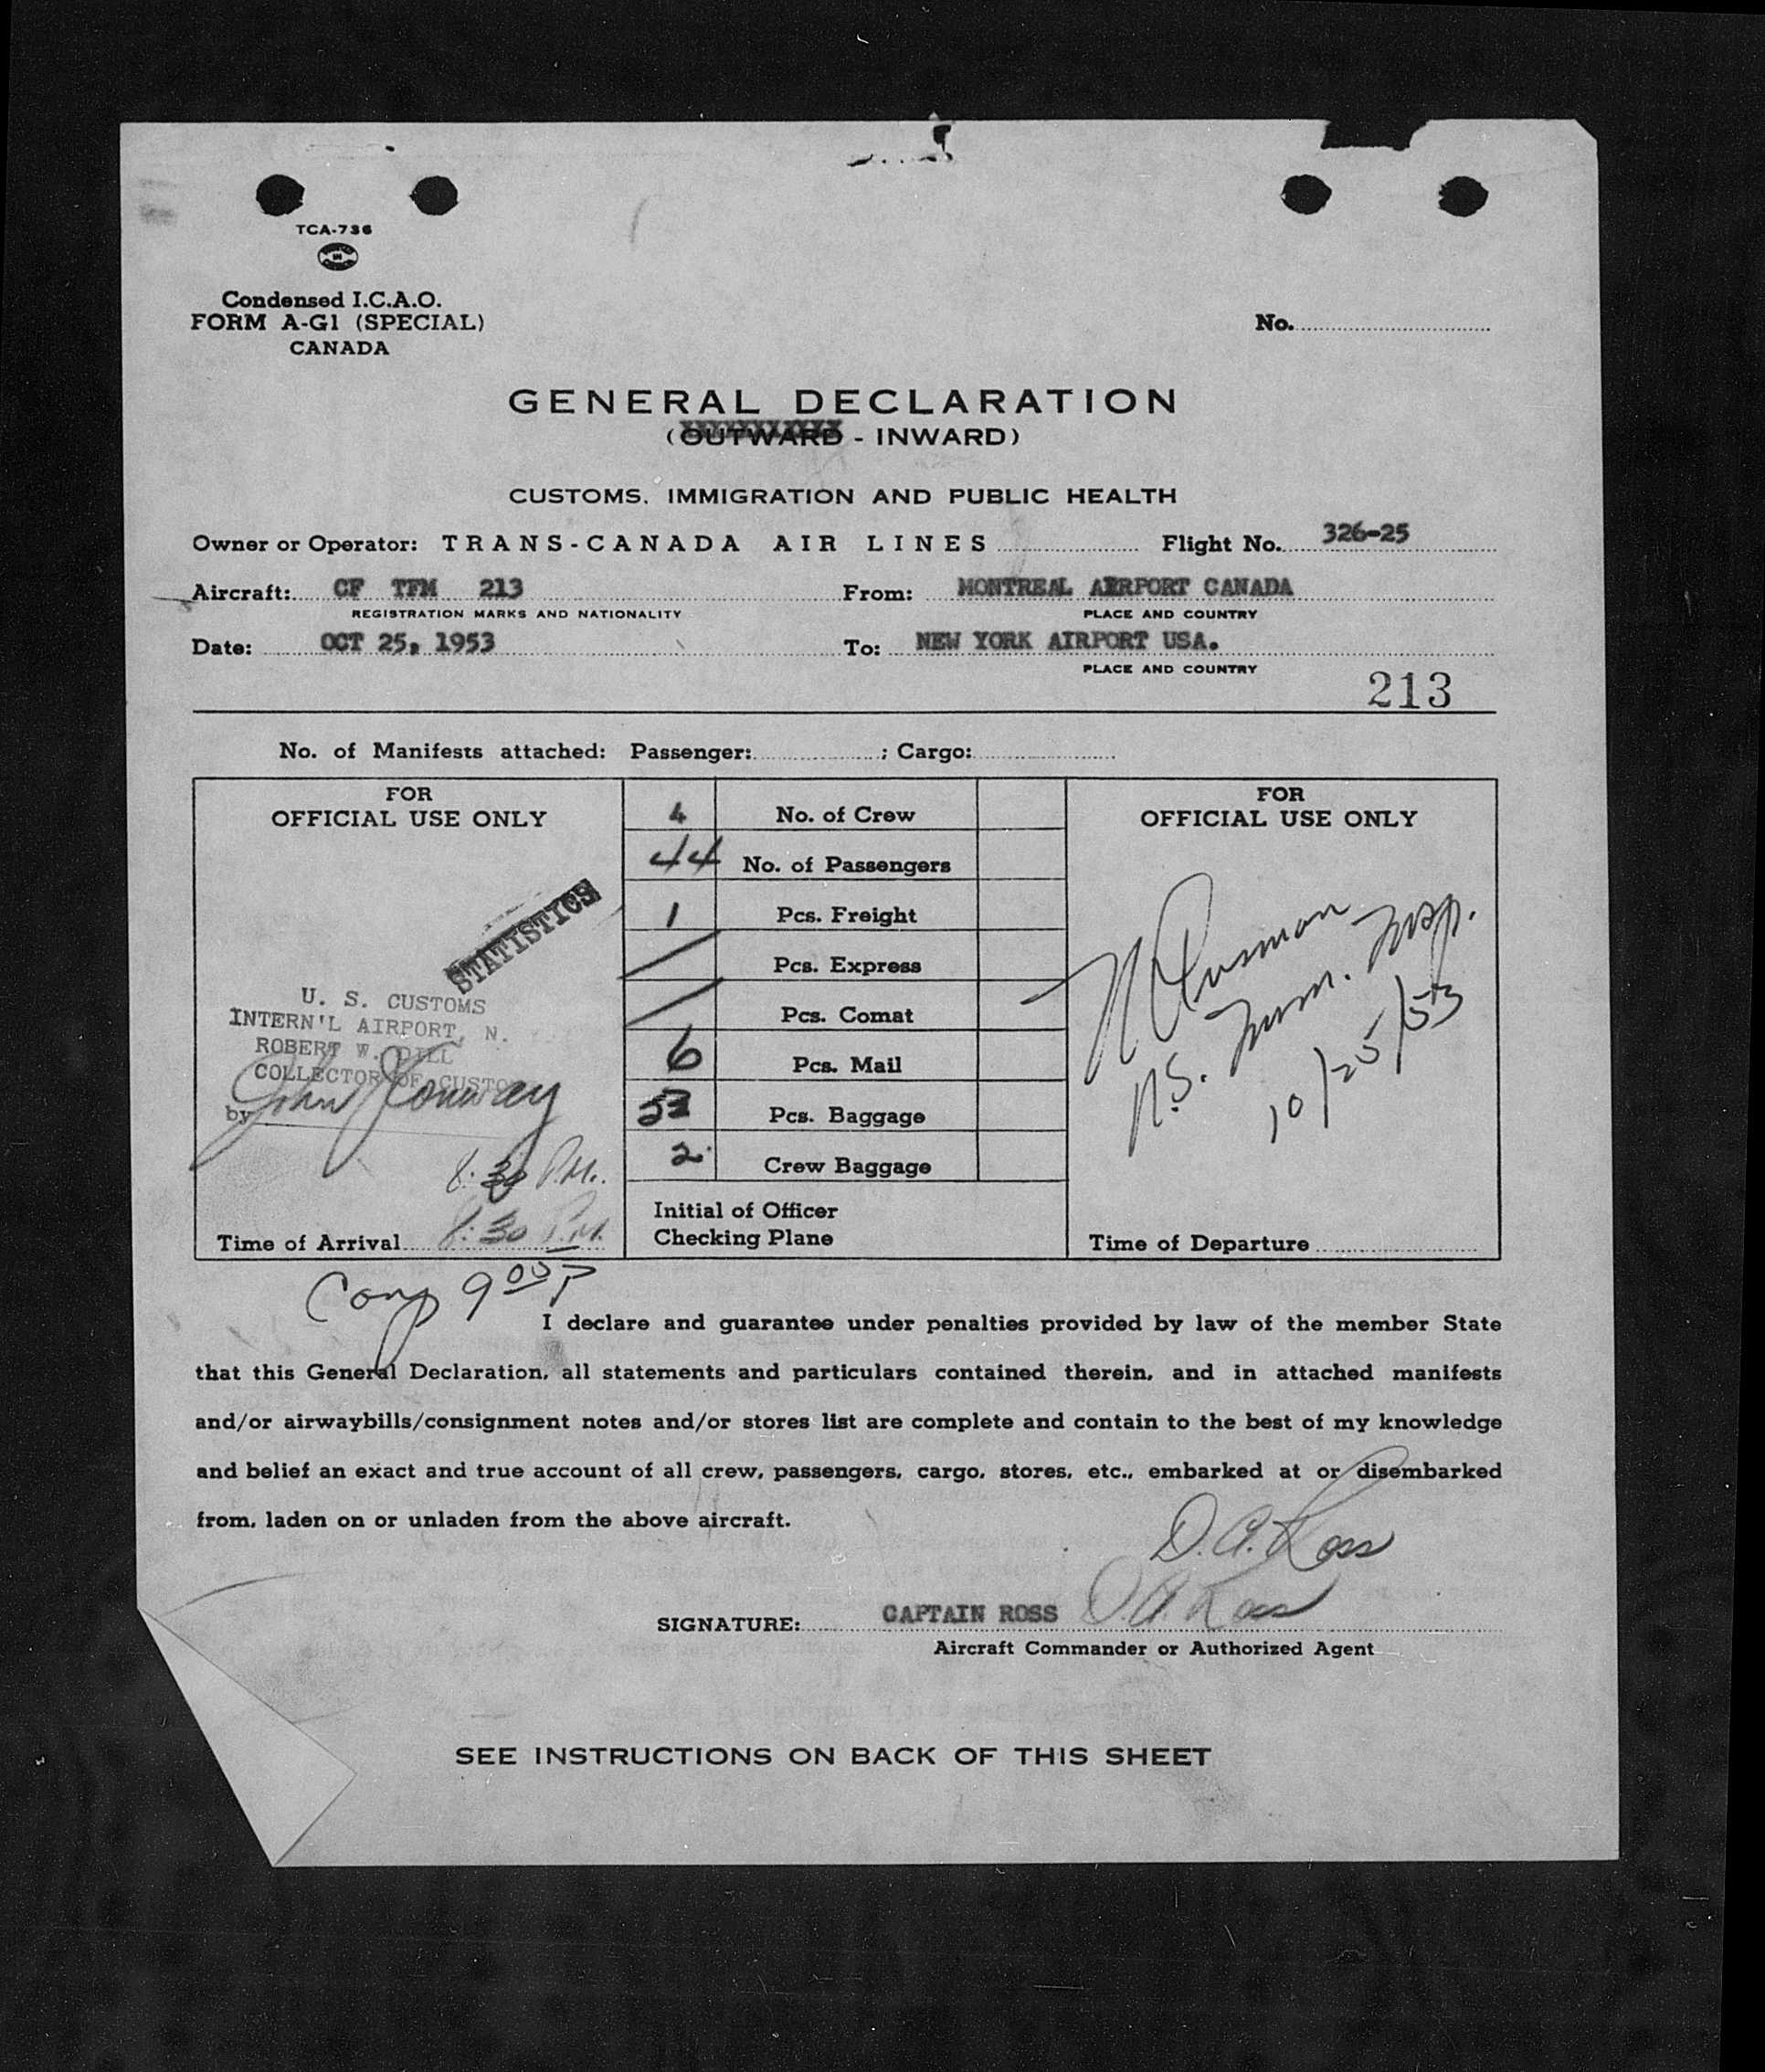 TCA-736
Condensed I.C.A.O.
FORM A-G1 (SPECIAL)
CANADA
No.
GENERAL DECLARATION
(OUTWARD - INWARD)
CUSTOMS, IMMIGRATION AND PUBLIC HEALTH
Owner or Operator: TRANS-CANADA AIR LINES Flight No. 326-25
Aircraft: CF TFM 213 From: MONTREAL AIRPORT CANADA
REGISTRATION MARKS AND NATIONALITY PLACE AND COUNTRY
Date: OCT 25, 1953 To: NEW YORK AIRPORT USA.
PLACE AND COUNTRY
213
No. of Manifests attached: Passenger: ; Cargo:
FOR
OFFICIAL USE ONLY
STATISTICS
U. S. CUSTOMS
INTERN'L AIRPORT, N.
ROBERT W. DILL
COLLECTOR OF CUSTO
by John Conway
8:30 P.M.
Time of Arrival 8:30 P.M.
4 No. of Crew
44 No. of Passengers
1 Pcs. Freight
/ Pcs. Express
/ Pcs. Comat
6 Pcs. Mail
53 Pcs. Baggage
2 Crew Baggage
Initial of Officer
Checking Plane
FOR
OFFICIAL USE ONLY
Imm. Insp.
10/25/53
Time of Departure
Comp 9 00 P
I declare and guarantee under penalties provided by law of the member State
that this General Declaration, all statements and particulars contained therein, and in attached manifests
and/or airwaybills/consignment notes and/or stores list are complete and contain to the best of my knowledge
and belief an exact and true account of all crew, passengers, cargo, stores, etc., embarked at or disembarked
from, laden on or unladen from the above aircraft.
D.A. Ross
SIGNATURE: CAPTAIN ROSS D.A. Ross
Aircraft Commander or Authorized Agent
SEE INSTRUCTIONS ON BACK OF THIS SHEET